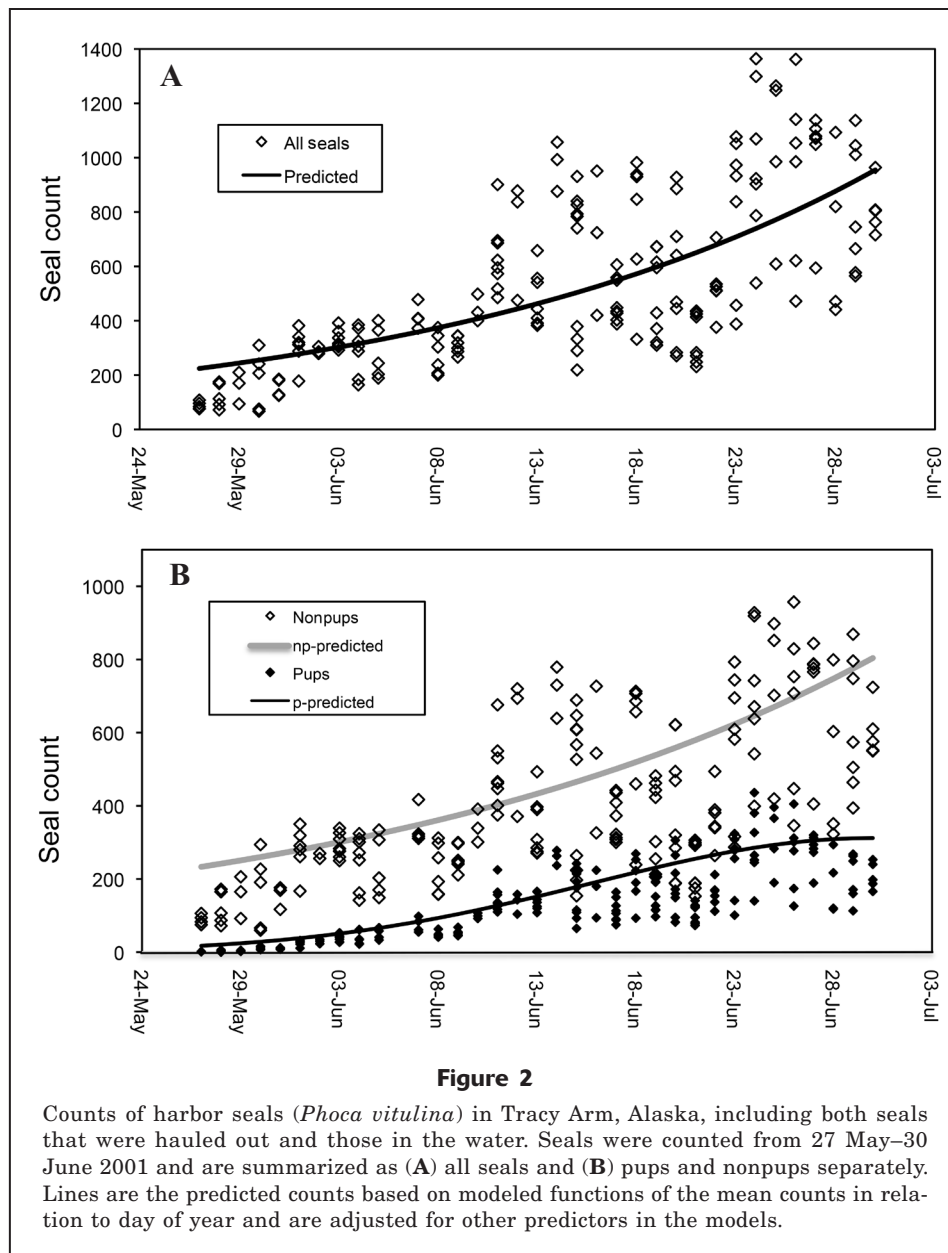 A
1400
1200
1000
800
600
400
200
0
Seal count
All seals
Predicted
24-May
29-May
03-Jun
08-Jun
13-Jun
18-Jun
23-Jun
28-Jun
03-Jul
B
1000
800
600
400
200
0
Seal count
Nonpups
np-predicted
Pups
p-predicted
24-May
29-May
03-Jun
08-Jun
13-Jun
18-Jun
23-Jun
28-Jun
03-Jul
Figure 2
Counts of harbor seals (Phoca vitulina) in Tracy Arm, Alaska, including both seals
that were hauled out and those in the water. Seals were counted from 27 May–30
June 2001 and are summarized as (A) all seals and (B) pups and nonpups separately.
Lines are the predicted counts based on modeled functions of the mean counts in rela-
tion to day of year and are adjusted for other predictors in the models.